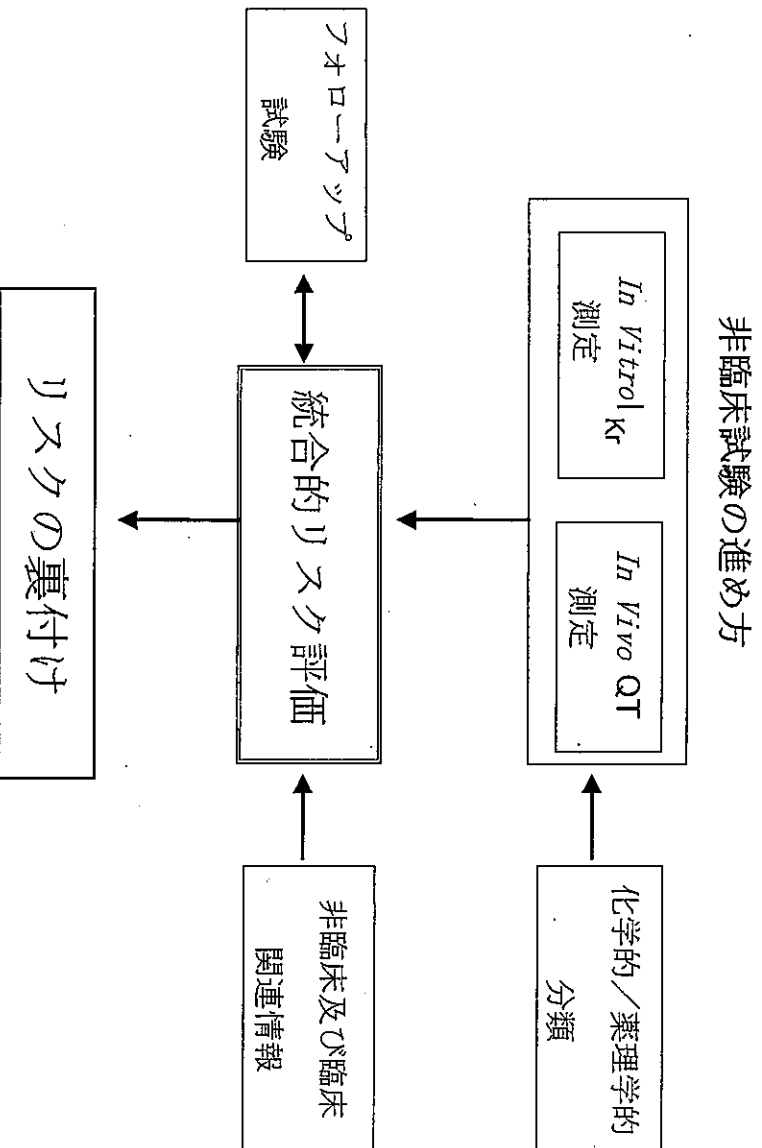 非臨床試験の進め方
In Vitro I Kr
測定
In Vivo QT
測定
化学的／薬理学的
分類
フォローアップ
試験
統合的リスク評価
非臨床及び臨床
関連情報
リスクの裏付け